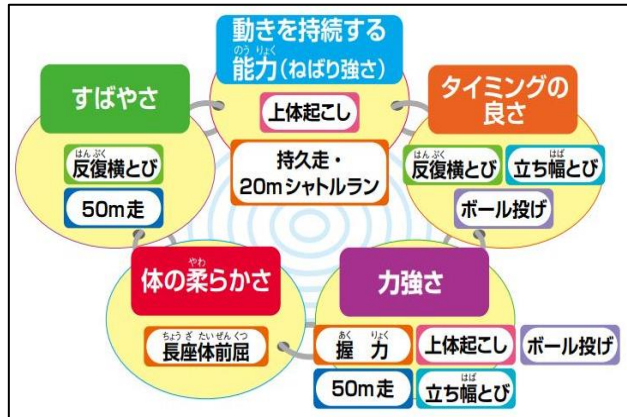 動きを持続する
のう りょく
能力(ねばり強さ)
上体起こし
持久走・
20mシャトルラン
すばやさ
はん ぷく
反復横とび
50m走
タイミングの
良さ
はん ぷく
反復横とび
はば
立ち幅とび
ボール投げ
やわ
体の柔らかさ
ちょう ざ たい ぜん くつ
長座体前屈
力強さ
あく りょく
握 力
上体起こし
ボール投げ
50m走
はば
立ち幅とび